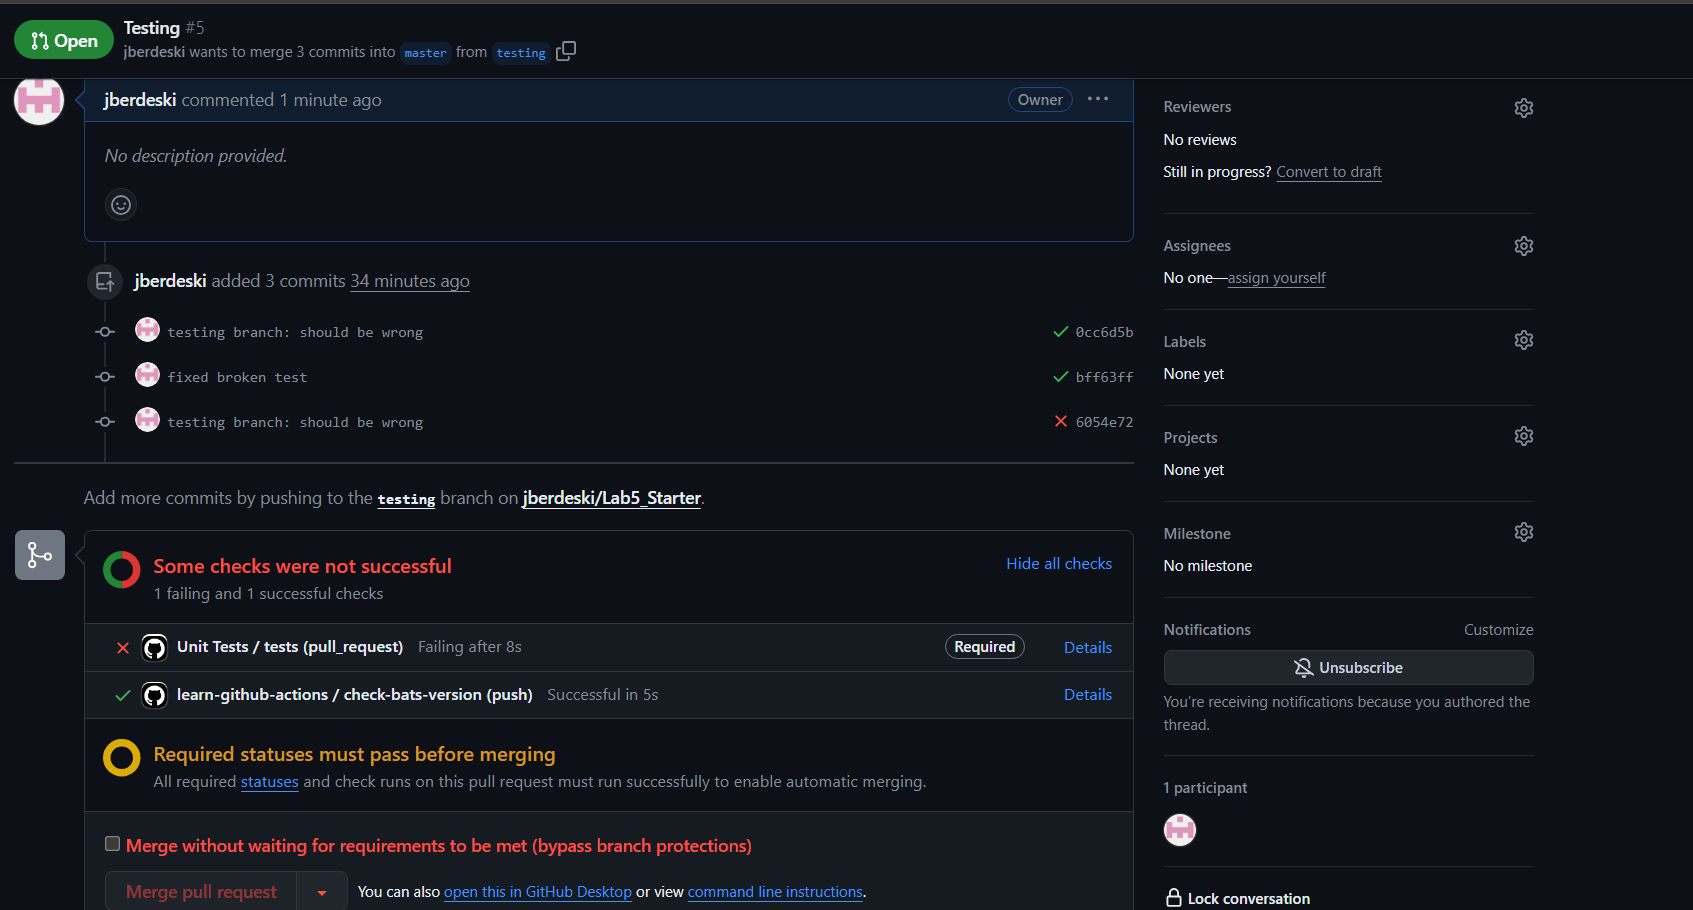 Open
Testing #5
jberdeski wants to merge 3 commits into master from testing
jberdeski commented 1 minute ago
Owner
No description provided.
jberdeski added 3 commits 34 minutes ago
testing branch: should be wrong
0cc6d5b
fixed broken test
bff63ff
testing branch: should be wrong
6054e72
Add more commits by pushing to the testing branch on jberdeski/Lab5_Starter.
Some checks were not successful
Hide all checks
1 failing and 1 successful checks
Unit Tests / tests (pull_request) Failing after 8s
Required
Details
learn-github-actions / check-bats-version (push) Successful in 5s
Details
Required statuses must pass before merging
All required statuses and check runs on this pull request must run successfully to enable automatic merging.
Merge without waiting for requirements to be met (bypass branch protections)
Merge pull request
You can also open this in GitHub Desktop or view command line instructions.
Reviewers
No reviews
Still in progress? Convert to draft
Assignees
No one—assign yourself
Labels
None yet
Projects
None yet
Milestone
No milestone
Notifications
Customize
Unsubscribe
You're receiving notifications because you authored the
thread.
1 participant
Lock conversation